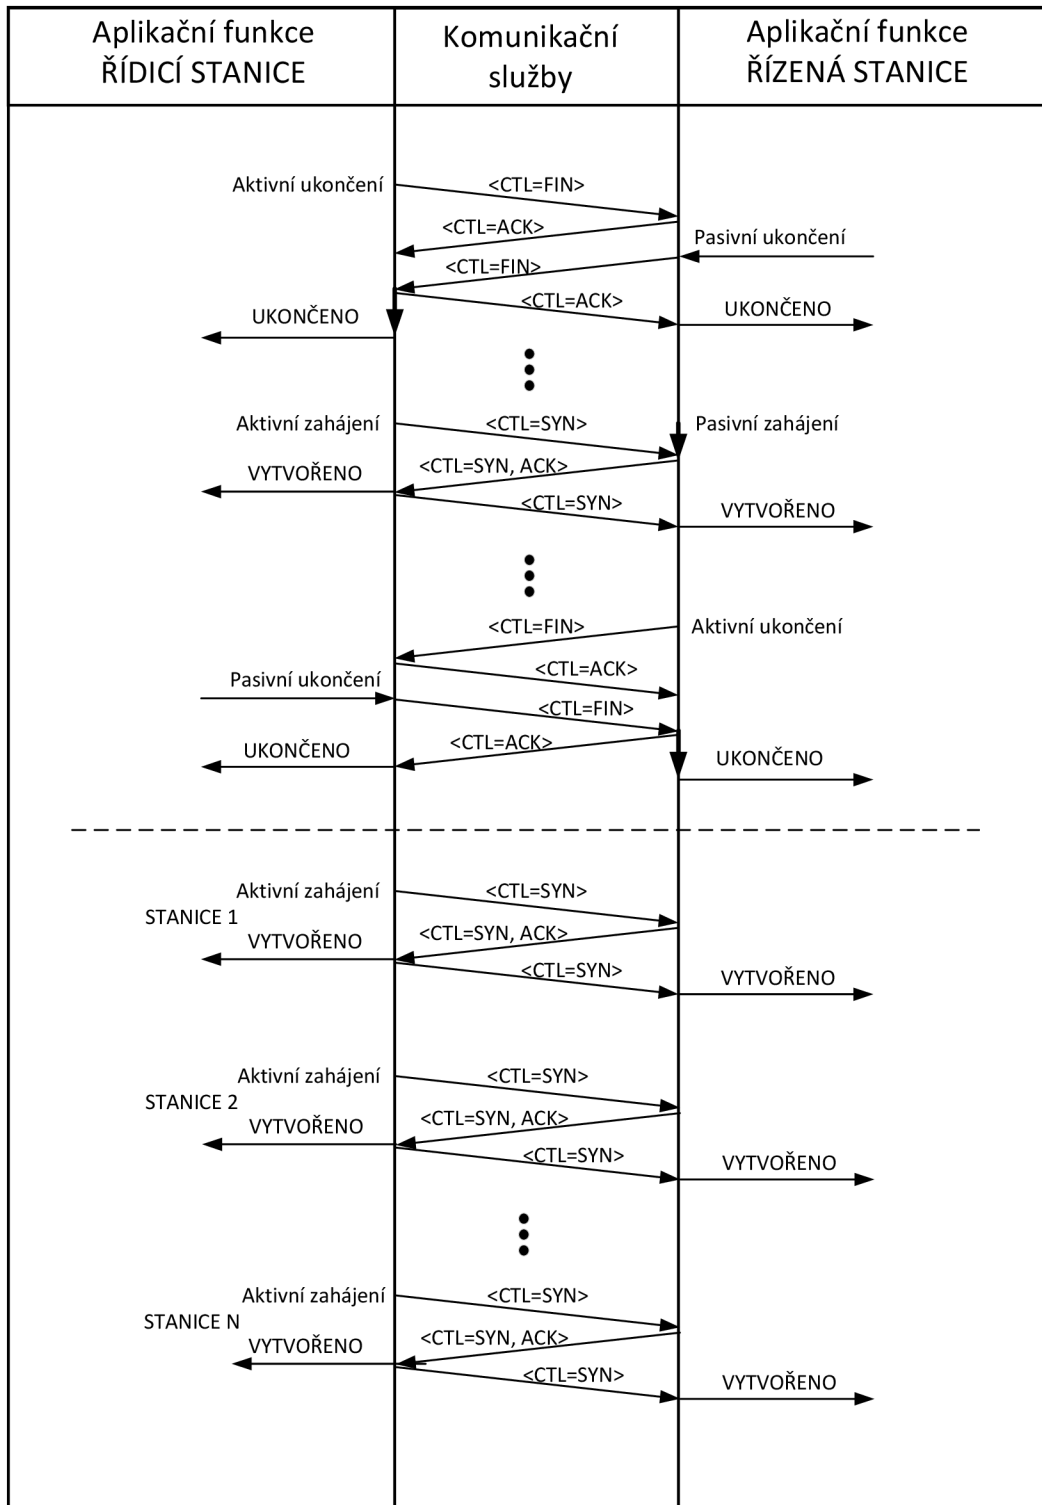 Aplikační funkce
ŘÍDICÍ STANICE
Komunikační
služby
Aplikační funkce
ŘÍZENÁ STANICE
Aktivní ukončení
<CTL=FIN>
<CTL=ACK>
Pasivní ukončení
<CTL=FIN>
<CTL=ACK>
UKONČENO
UKONČENO
Aktivní zahájení
<CTL=SYN>
Pasivní zahájení
<CTL=SYN, ACK>
VYTVOŘENO
<CTL=SYN>
VYTVOŘENO
<CTL=FIN>
Aktivní ukončení
<CTL=ACK>
Pasivní ukončení
<CTL=FIN>
<CTL=ACK>
UKONČENO
UKONČENO
Aktivní zahájení
<CTL=SYN>
STANICE 1
<CTL=SYN, ACK>
VYTVOŘENO
<CTL=SYN>
VYTVOŘENO
Aktivní zahájení
<CTL=SYN>
STANICE 2
<CTL=SYN, ACK>
VYTVOŘENO
<CTL=SYN>
VYTVOŘENO
Aktivní zahájení
<CTL=SYN>
STANICE N
<CTL=SYN, ACK>
VYTVOŘENO
<CTL=SYN>
VYTVOŘENO